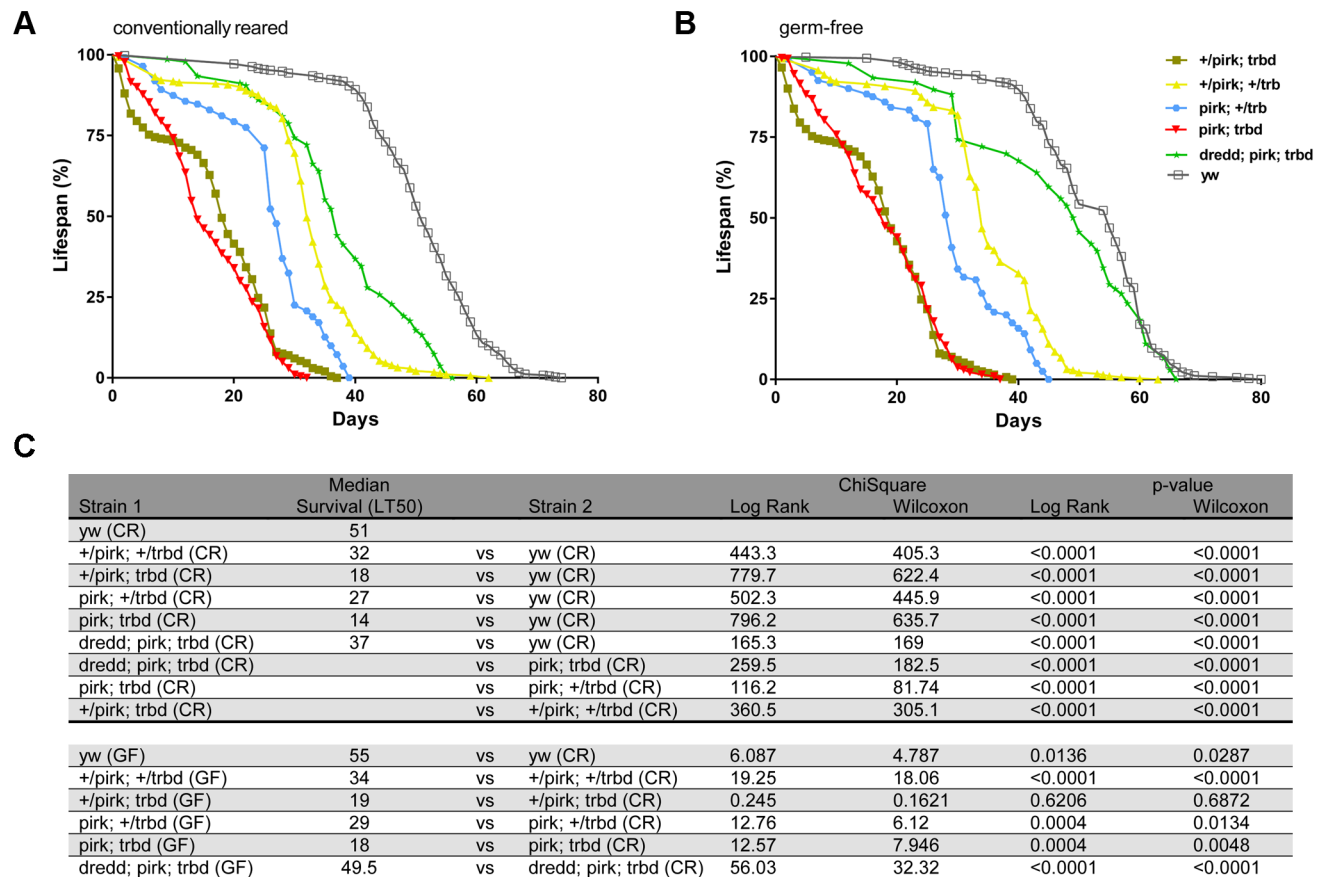 A
conventionally reared
100
75
50
25
0
Lifespan (%)
0 20 40 60 80
Days
B
germ-free
100
75
50
25
0
Lifespan (%)
0 20 40 60 80
Days
+/pirk; trbd
+/pirk; +/trb
pirk; +/trb
pirk; trbd
dredd; pirk; trbd
yw
C
Median ChiSquare p-value
Strain 1 Survival (LT50) Strain 2 Log Rank Wilcoxon Log Rank Wilcoxon
yw (CR) 51
+/pirk; +/trbd (CR) 32 vs yw (CR) 443.3 405.3 <0.0001 <0.0001
+/pirk; trbd (CR) 18 vs yw (CR) 779.7 622.4 <0.0001 <0.0001
pirk; +/trbd (CR) 27 vs yw (CR) 502.3 445.9 <0.0001 <0.0001
pirk; trbd (CR) 14 vs yw (CR) 796.2 635.7 <0.0001 <0.0001
dredd; pirk; trbd (CR) 37 vs yw (CR) 165.3 169 <0.0001 <0.0001
dredd; pirk; trbd (CR) vs pirk; trbd (CR) 259.5 182.5 <0.0001 <0.0001
pirk; trbd (CR) vs pirk; +/trbd (CR) 116.2 81.74 <0.0001 <0.0001
+/pirk; trbd (CR) vs +/pirk; +/trbd (CR) 360.5 305.1 <0.0001 <0.0001
yw (GF) 55 vs yw (CR) 6.087 4.787 0.0136 0.0287
+/pirk; +/trbd (GF) 34 vs +/pirk; +/trbd (CR) 19.25 18.06 <0.0001 <0.0001
+/pirk; trbd (GF) 19 vs +/pirk; trbd (CR) 0.245 0.1621 0.6206 0.6872
pirk; +/trbd (GF) 29 vs pirk; +/trbd (CR) 12.76 6.12 0.0004 0.0134
pirk; trbd (GF) 18 vs pirk; trbd (CR) 12.57 7.946 0.0004 0.0048
dredd; pirk; trbd (GF) 49.5 vs dredd; pirk; trbd (CR) 56.03 32.32 <0.0001 <0.0001